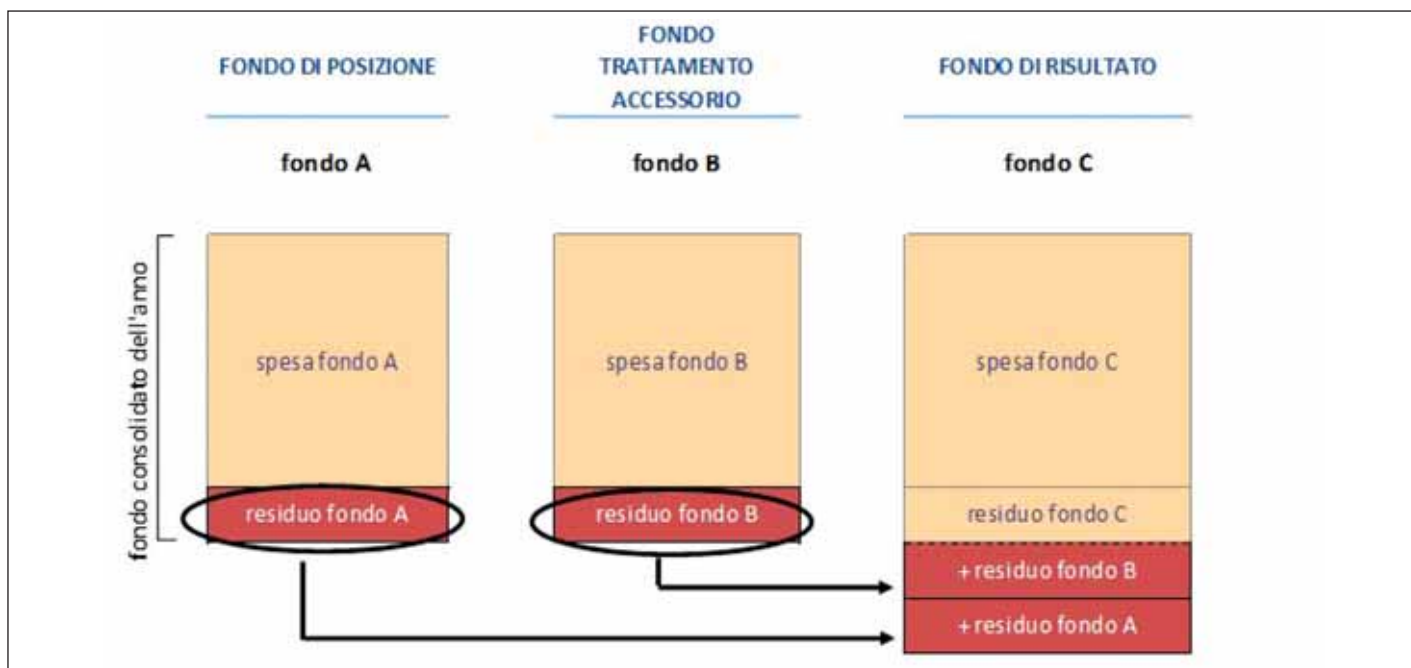 FONDO DI POSIZIONE
FONDO
TRATTAMENTO
ACCESSORIO
FONDO DI RISULTATO
fondo A
fondo B
fondo C
fondo consolidato dell'anno
spesa fondo A
spesa fondo B
spesa fondo C
residuo fondo A
residuo fondo B
residuo fondo C
+ residuo fondo B
+ residuo fondo A